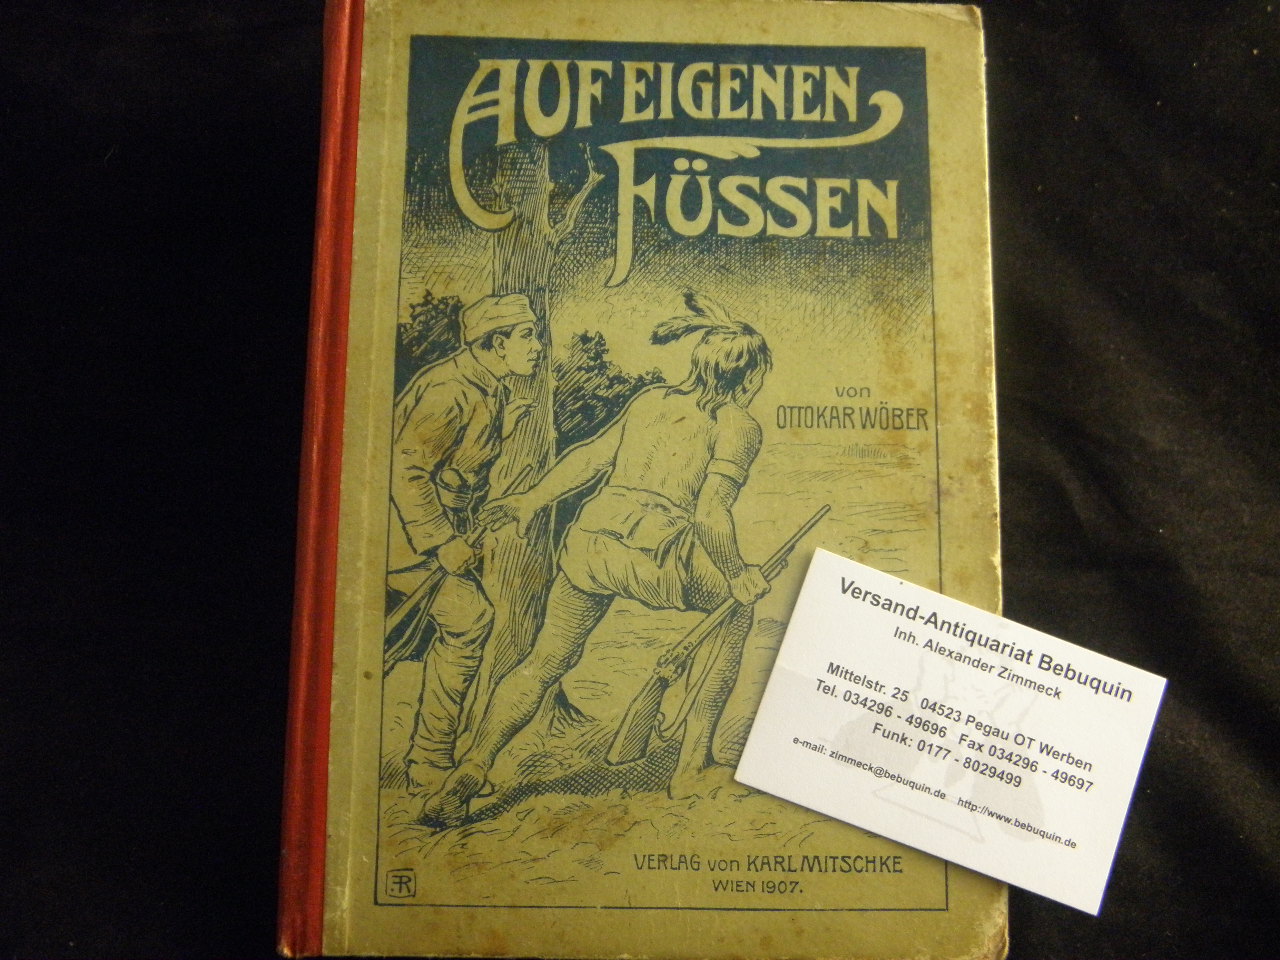 AUF EIGENEN
FÜSSEN
von
OTTOKAR WÖBER
VERLAG von KARL MITSCHKE
WIEN 1907.
Versand-Antiquariat Bebuquin
Inh. Alexander Zimmeck
Mittelstr. 25 04523 Pegau OT Werben
Tel. 034296 - 49696 Fax 034296 - 49697
Funk: 0177 - 8029499
e-mail: zimmeck@bebuquin.de http://www.bebuquin.de